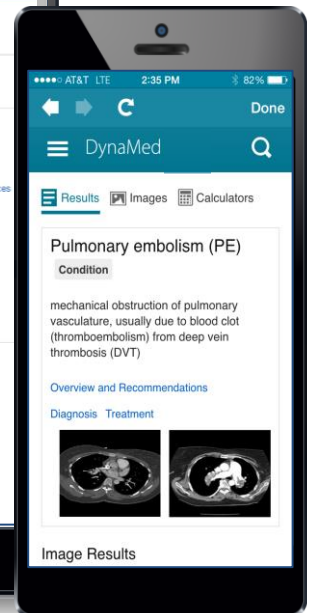 AT&T LTE 2:35 PM 82%
Done
DynaMed
Results Images Calculators
Pulmonary embolism (PE)
Condition
mechanical obstruction of pulmonary
vasculature, usually due to blood clot
(thromboembolism) from deep vein
thrombosis (DVT)
Overview and Recommendations
Diagnosis Treatment
Image Results